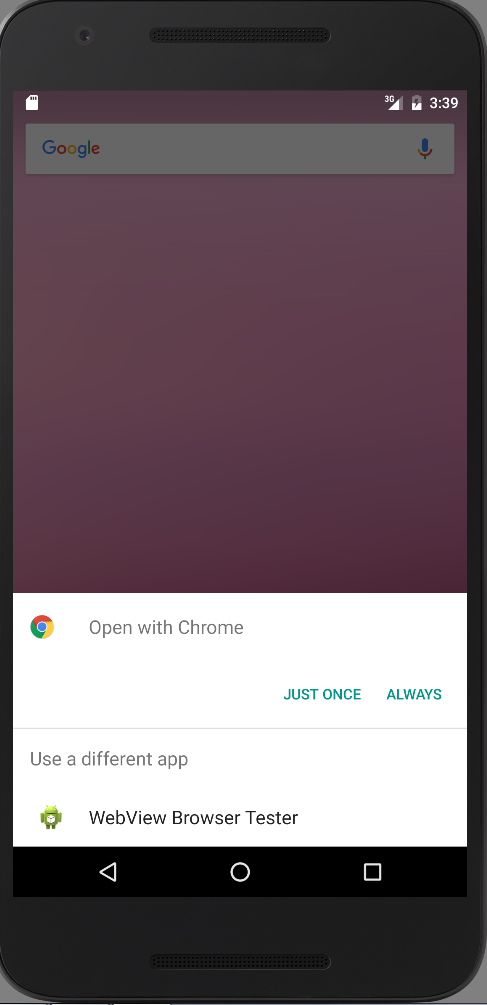 3G 3:39
Google
Open with Chrome
JUST ONCE ALWAYS
Use a different app
WebView Browser Tester